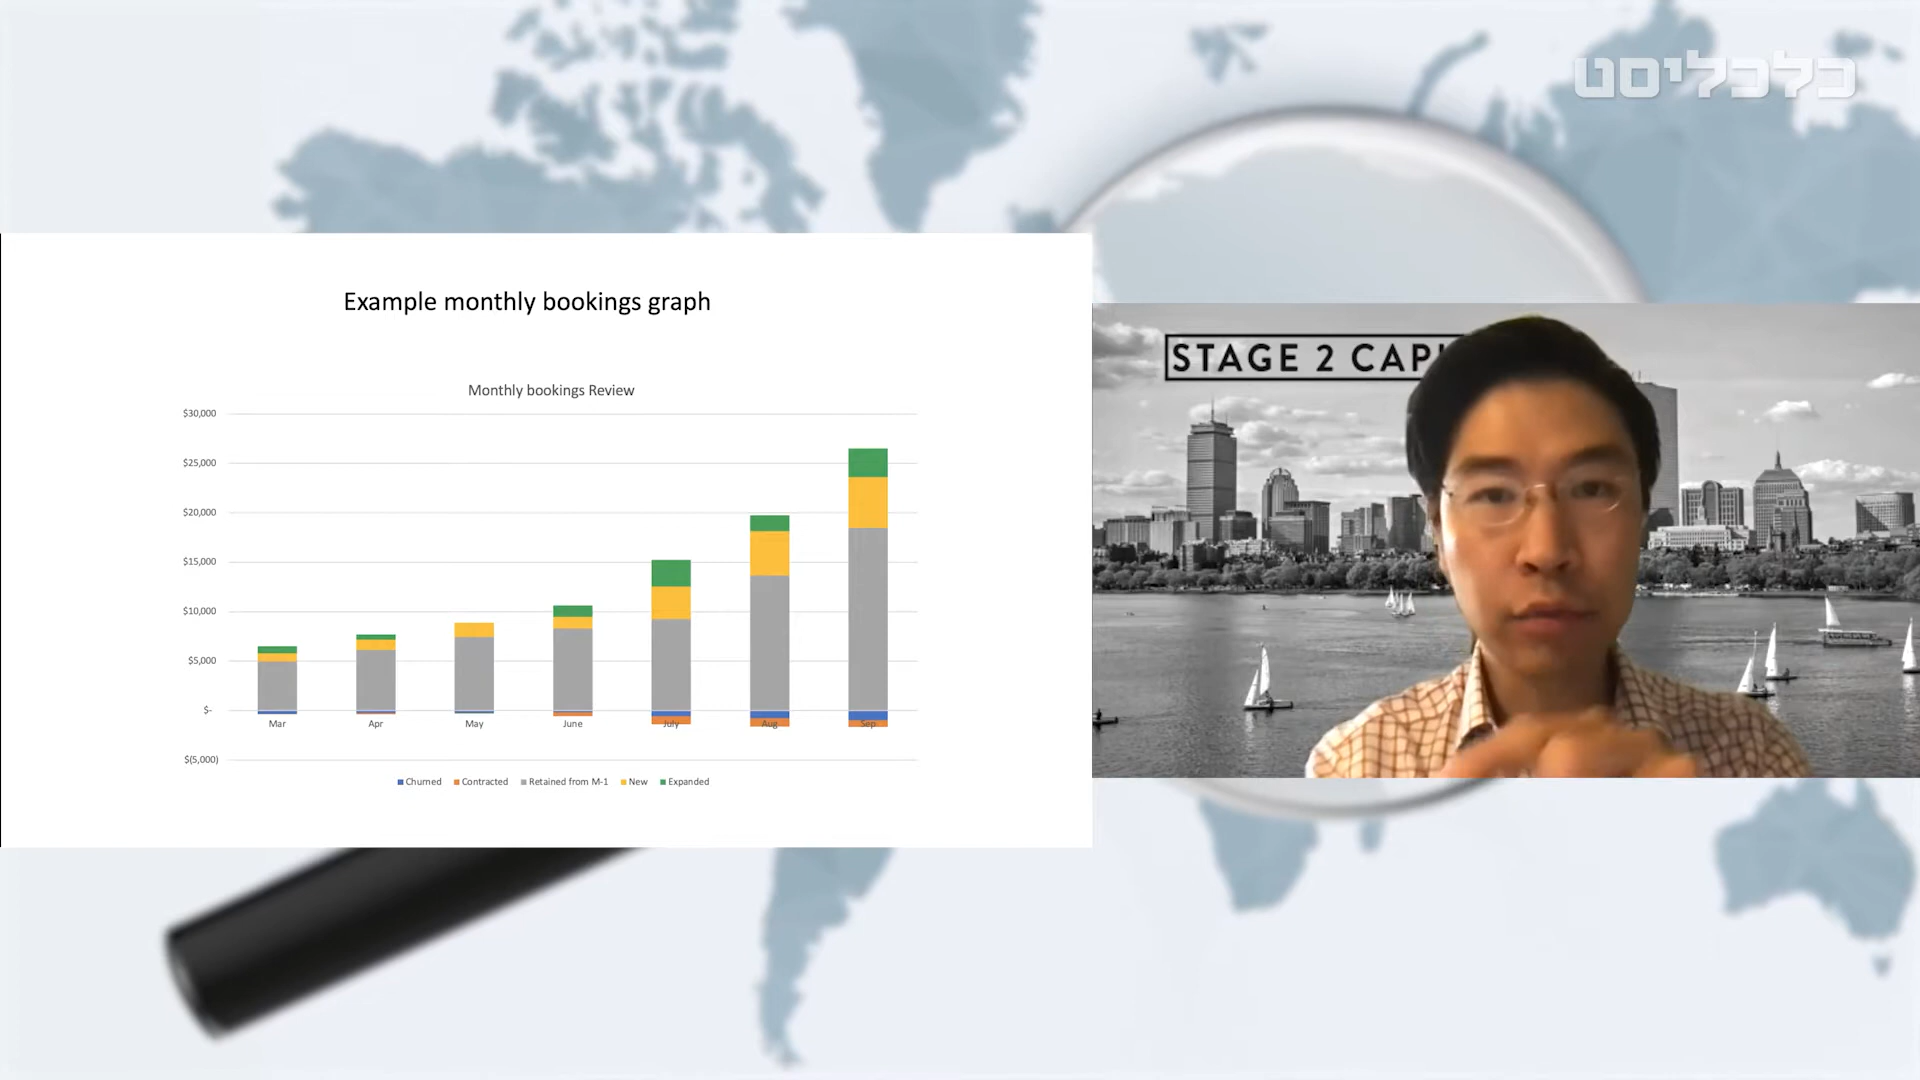 כלכליסט
Example monthly bookings graph
Monthly bookings Review
$30,000
$25,000
$20,000
$15,000
$10,000
$5,000
$-
$(5,000)
Mar Apr May June July Aug Sep
Churned Contracted Retained from M-1 New Expanded
STAGE 2 CAPI